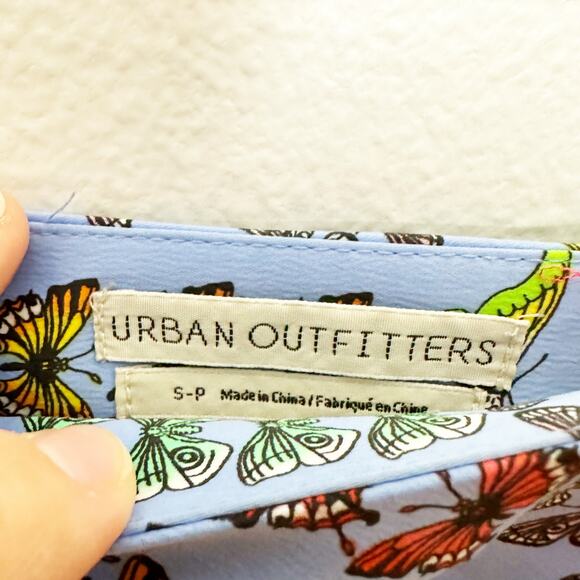 URBAN OUTFITTERS
S-P Made in China / Fabriqué en Chine